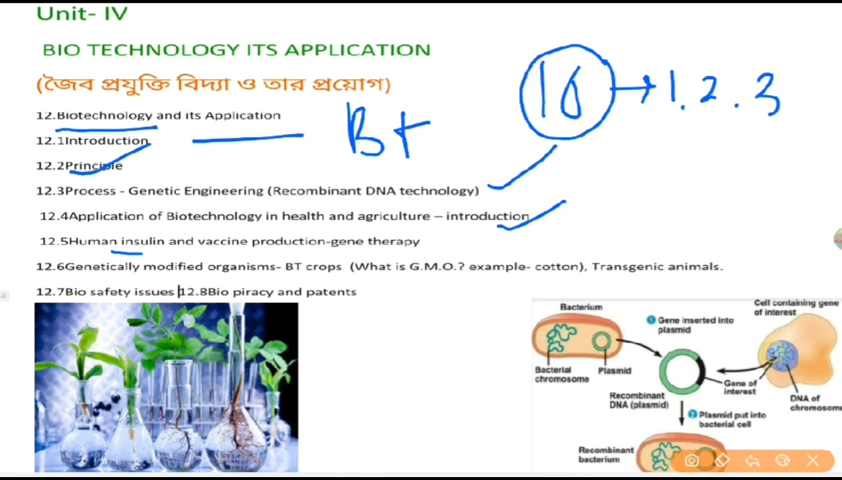 Unit- IV
BIO TECHNOLOGY ITS APPLICATION
(জৈব প্রযুক্তি বিদ্যা ও তার প্রয়োগ)
16 → 1. 2. 3
12.Biotechnology and its Application
Bt
12.1Introduction
12.2Principle
12.3Process - Genetic Engineering (Recombinant DNA technology)
12.4Application of Biotechnology in health and agriculture – introduction
12.5Human insulin and vaccine production-gene therapy
12.6Genetically modified organisms- BT crops (What is G.M.O.? example- cotton), Transgenic animals.
12.7Bio safety issues 12.8Bio piracy and patents
Bacterium
1 Gene inserted into
plasmid
Cell containing gene
of interest
Bacterial
chromosome
Plasmid
Recombinant
DNA (plasmid)
Gene of
interest
DNA of
chromosome
2 Plasmid put into
bacterial cell
Recombinant
bacterium